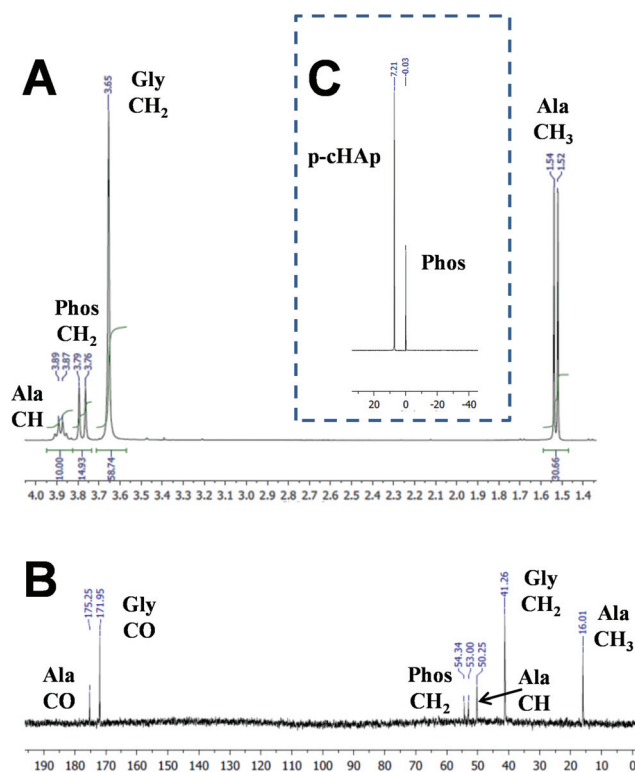 A
Gly
CH2
3.65
C
7.21
-0.03
p-cHAp
Phos
20 0 -20 -40
Ala
CH3
1.54
1.52
Phos
CH2
3.89
3.87
3.79
3.76
Ala
CH
10.00
14.93
58.74
30.66
4.0 3.9 3.8 3.7 3.6 3.5 3.4 3.3 3.2 3.1 3.0 2.9 2.8 2.7 2.6 2.5 2.4 2.3 2.2 2.1 2.0 1.9 1.8 1.7 1.6 1.5 1.4
B
175.25
171.95
Gly
CO
Ala
CO
54.34
53.00
50.25
Phos
CH2
Ala
CH
41.26
Gly
CH2
Ala
CH3
16.01
190 180 170 160 150 140 130 120 110 100 90 80 70 60 50 40 30 20 10 0